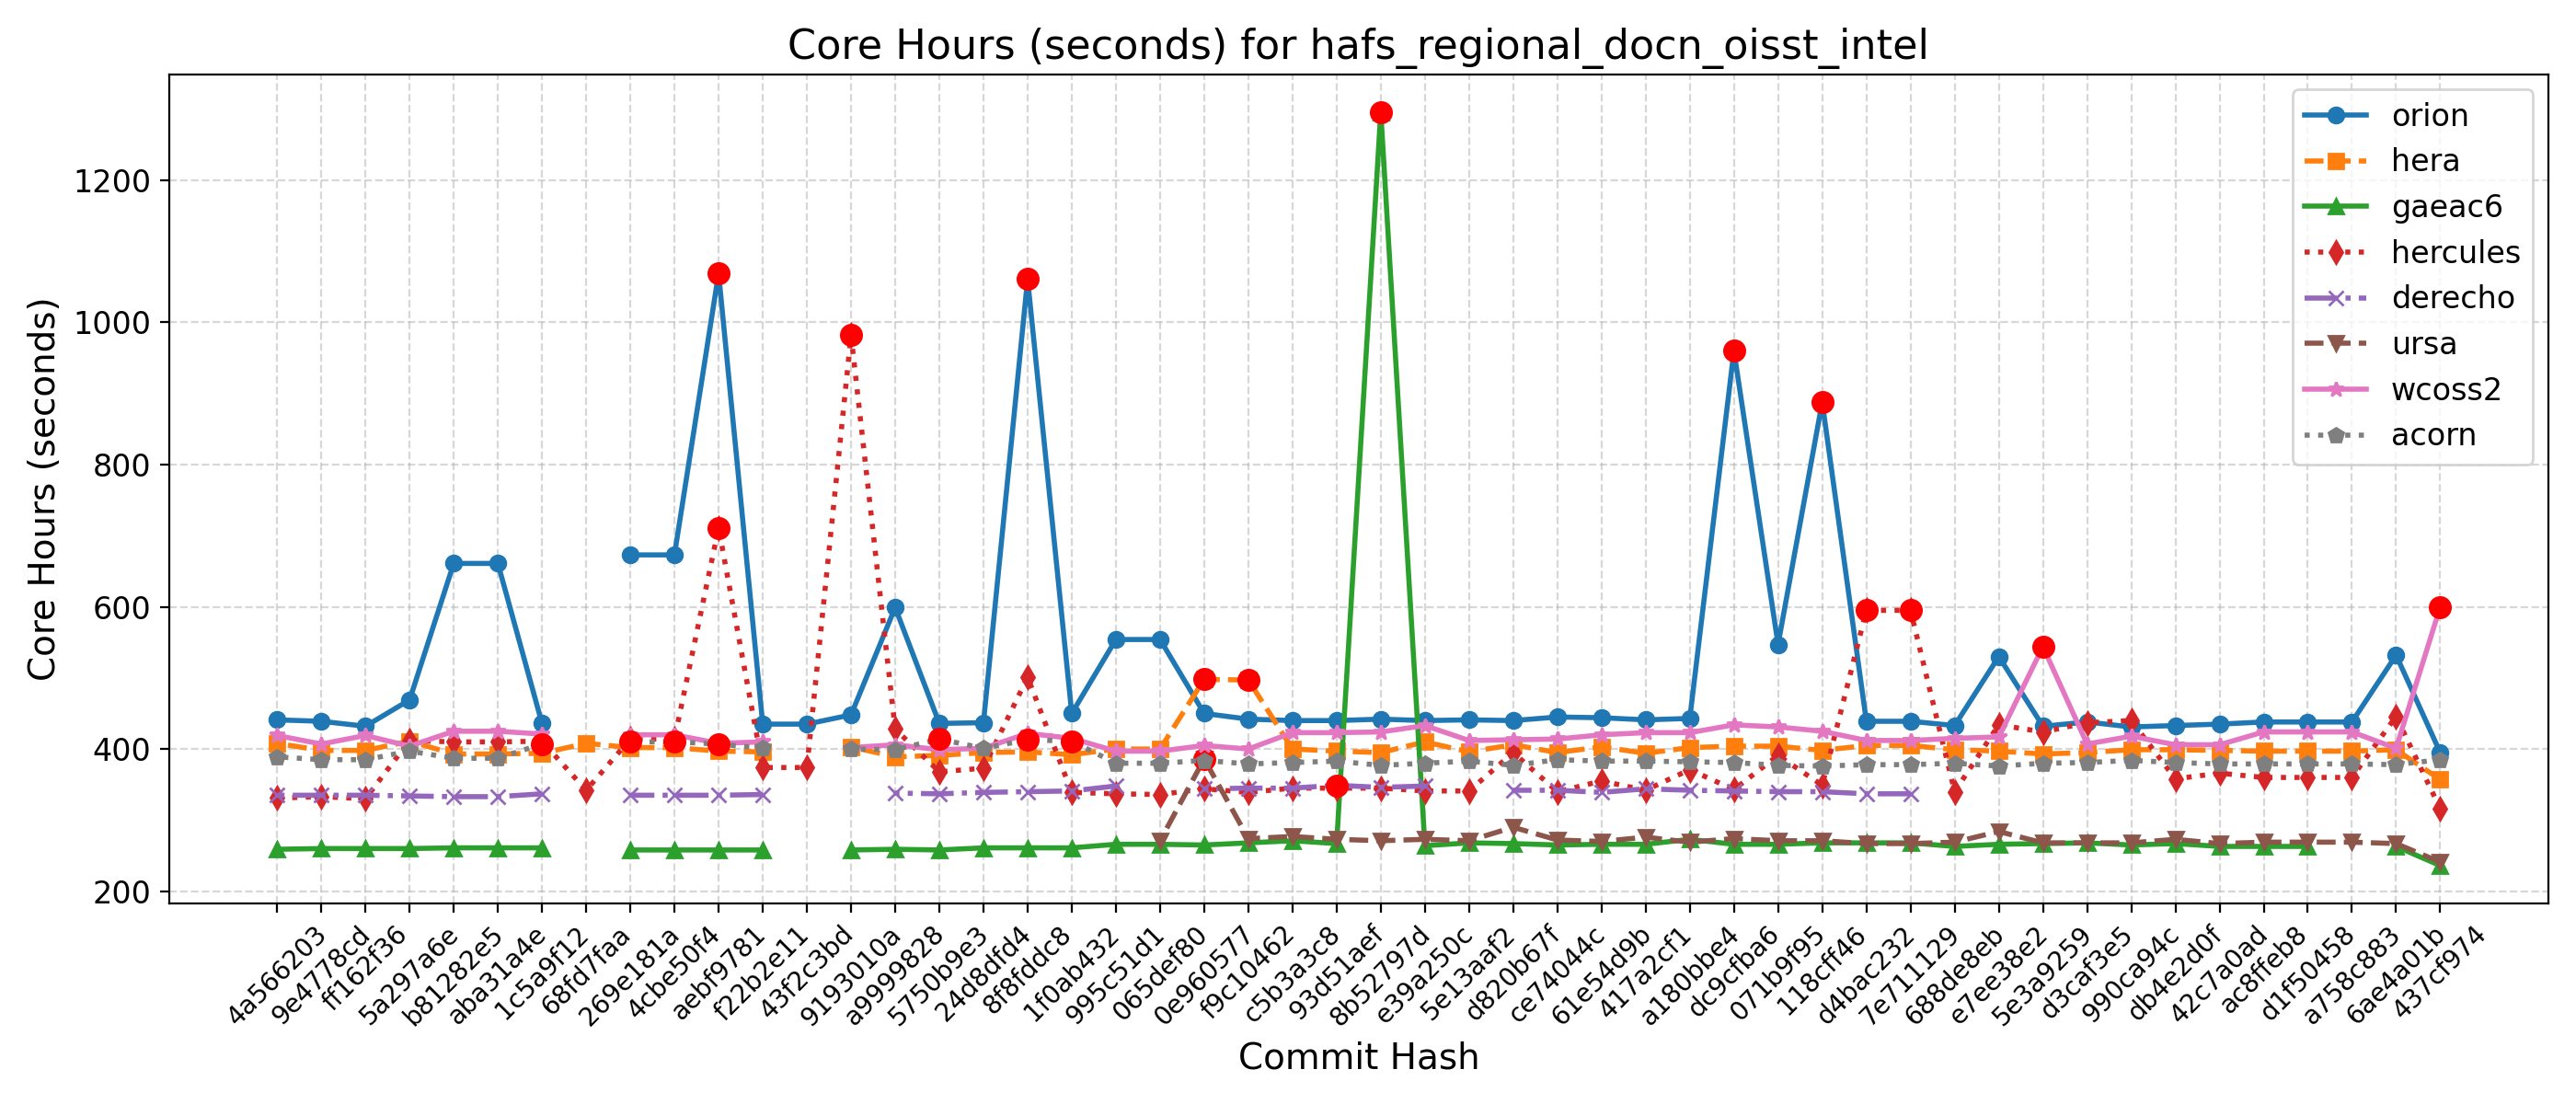 Core Hours (seconds) for hafs_regional_docn_oisst_intel
Core Hours (seconds)
1200
1000
800
600
400
200
orion
hera
gaeac6
hercules
derecho
ursa
wcoss2
acorn
4a566203
9e4778cd
ff162f36
5a297a6e
b81282e5
aba31a4e
1c5a9f12
68fd7faa
269e181a
4cbe50f4
aebf9781
f22b2e11
43f2c3bd
9193010a
a9999828
5750b9e3
24d8dfd4
8f8fddc8
1f0ab432
995c51d1
065def80
0e960577
f9c10462
c5b3a3c8
93d51aef
8b52797d
e39a250c
5e13aaf2
d820b67f
ce74044c
61e54d9b
417a2cf1
a180bbe4
dc9cfba6
071b9f95
118cff46
d4bac232
7e711129
688de8eb
e7ee38e2
5e3a9259
d3caf3e5
990ca94c
db4e2d0f
42c7a0ad
ac8ffeb8
d1f50458
a758c883
6ae4a01b
437cf974
Commit Hash